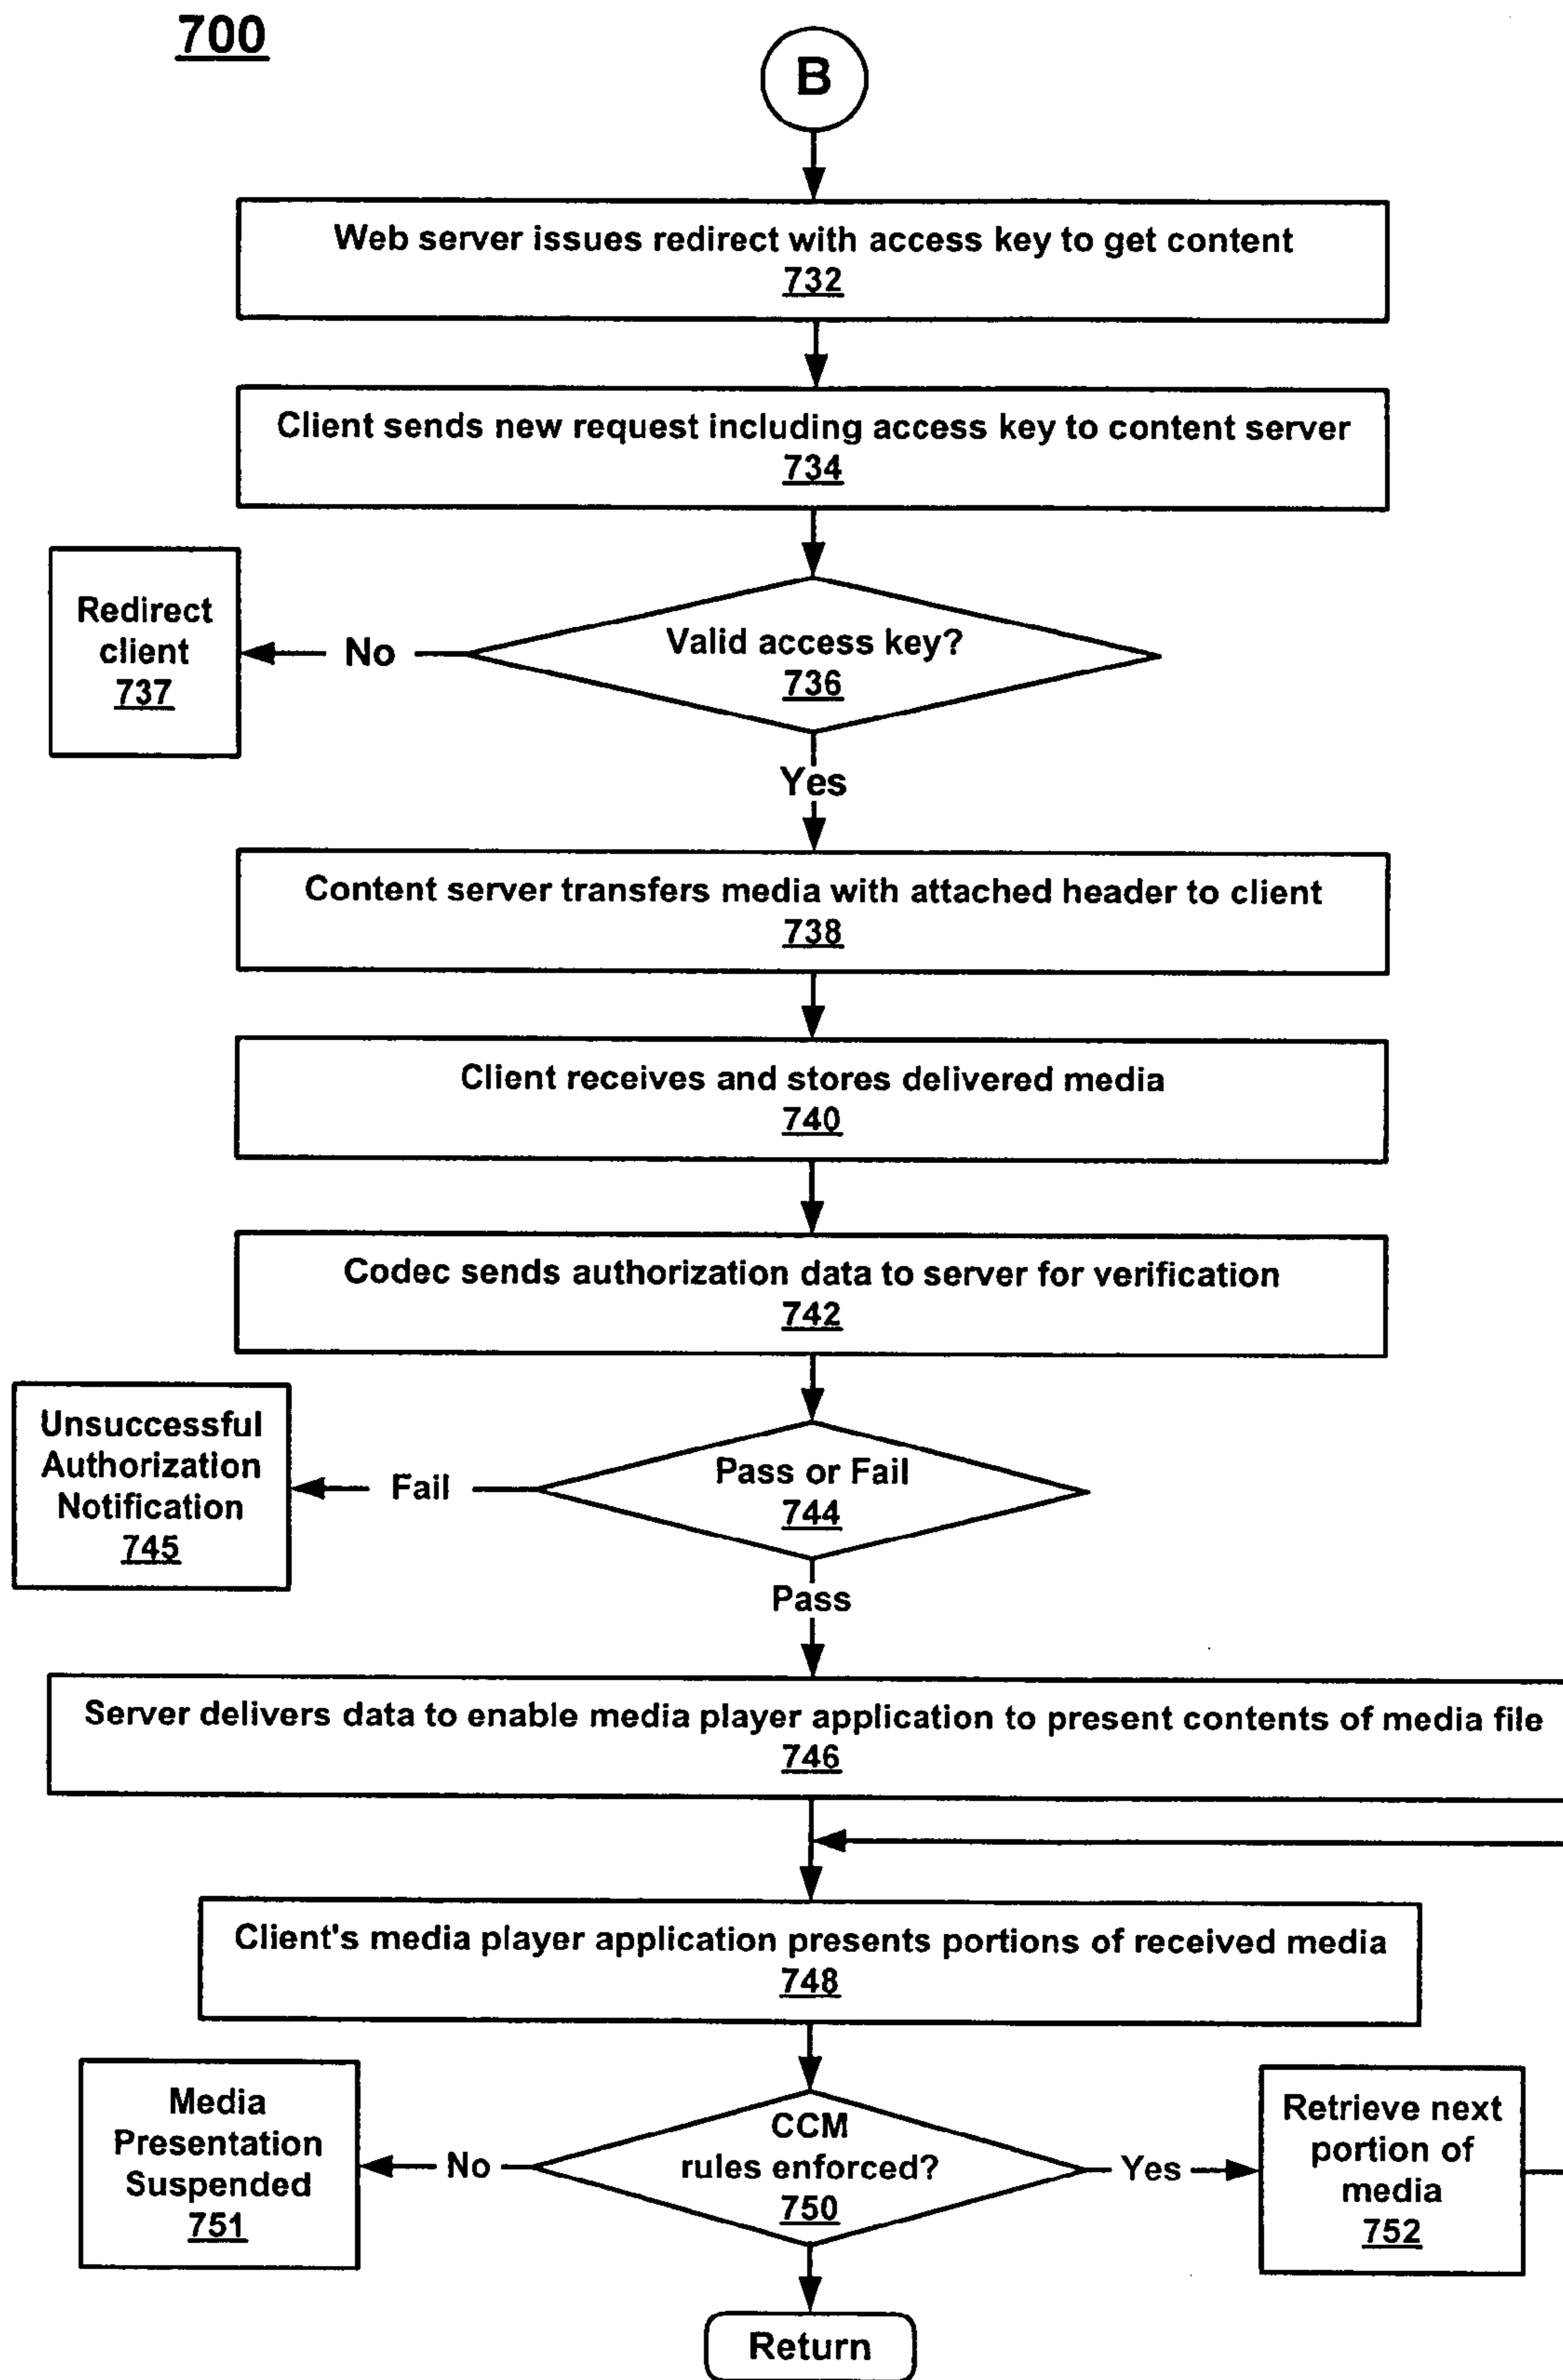 700
B
Web server issues redirect with access key to get content
732
Client sends new request including access key to content server
734
Redirect
client
737
No
Valid access key?
736
Yes
Content server transfers media with attached header to client
738
Client receives and stores delivered media
740
Codec sends authorization data to server for verification
742
Unsuccessful
Authorization
Notification
745
Fail
Pass or Fail
744
Pass
Server delivers data to enable media player application to present contents of media file
746
Client's media player application presents portions of received media
748
Media
Presentation
Suspended
751
No
CCM
rules enforced?
750
Yes
Retrieve next
portion of
media
752
Return